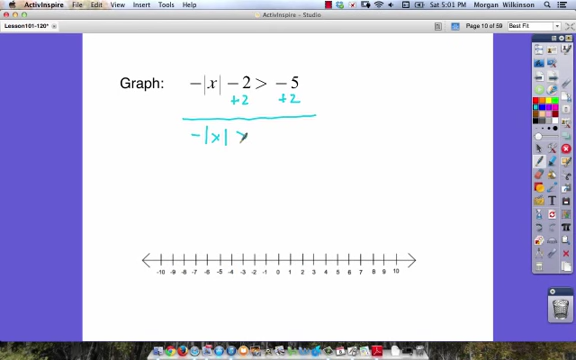 ActivInspire File Edit View Insert Tools Help Sat 5:01 PM Morgan Wilkinson
ActivInspire - Studio
Lesson101-120* Page 10 of 59 Best Fit
Graph: −|x| − 2 > −5
+2 +2
−|x| >
-10 -9 -8 -7 -6 -5 -4 -3 -2 -1 0 1 2 3 4 5 6 7 8 9 10